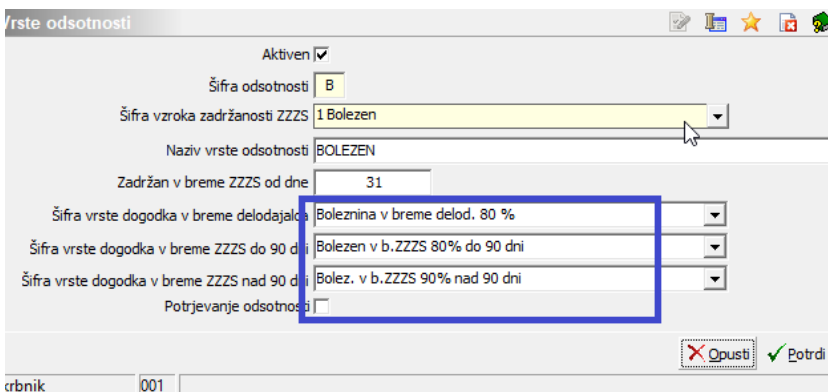 Vrste odsotnosti
Aktiven
Šifra odsotnosti B
Šifra vzroka zadržanosti ZZZS 1 Bolezen
Naziv vrste odsotnosti BOLEZEN
Zadržan v breme ZZZS od dne 31
Šifra vrste dogodka v breme delodajalca Boleznina v breme delod. 80 %
Šifra vrste dogodka v breme ZZZS do 90 dni Bolezen v b.ZZZS 80% do 90 dni
Šifra vrste dogodka v breme ZZZS nad 90 dni Bolez. v b.ZZZS 90% nad 90 dni
Potrjevanje odsotnosti
Opusti Potrdi
krbnik 001